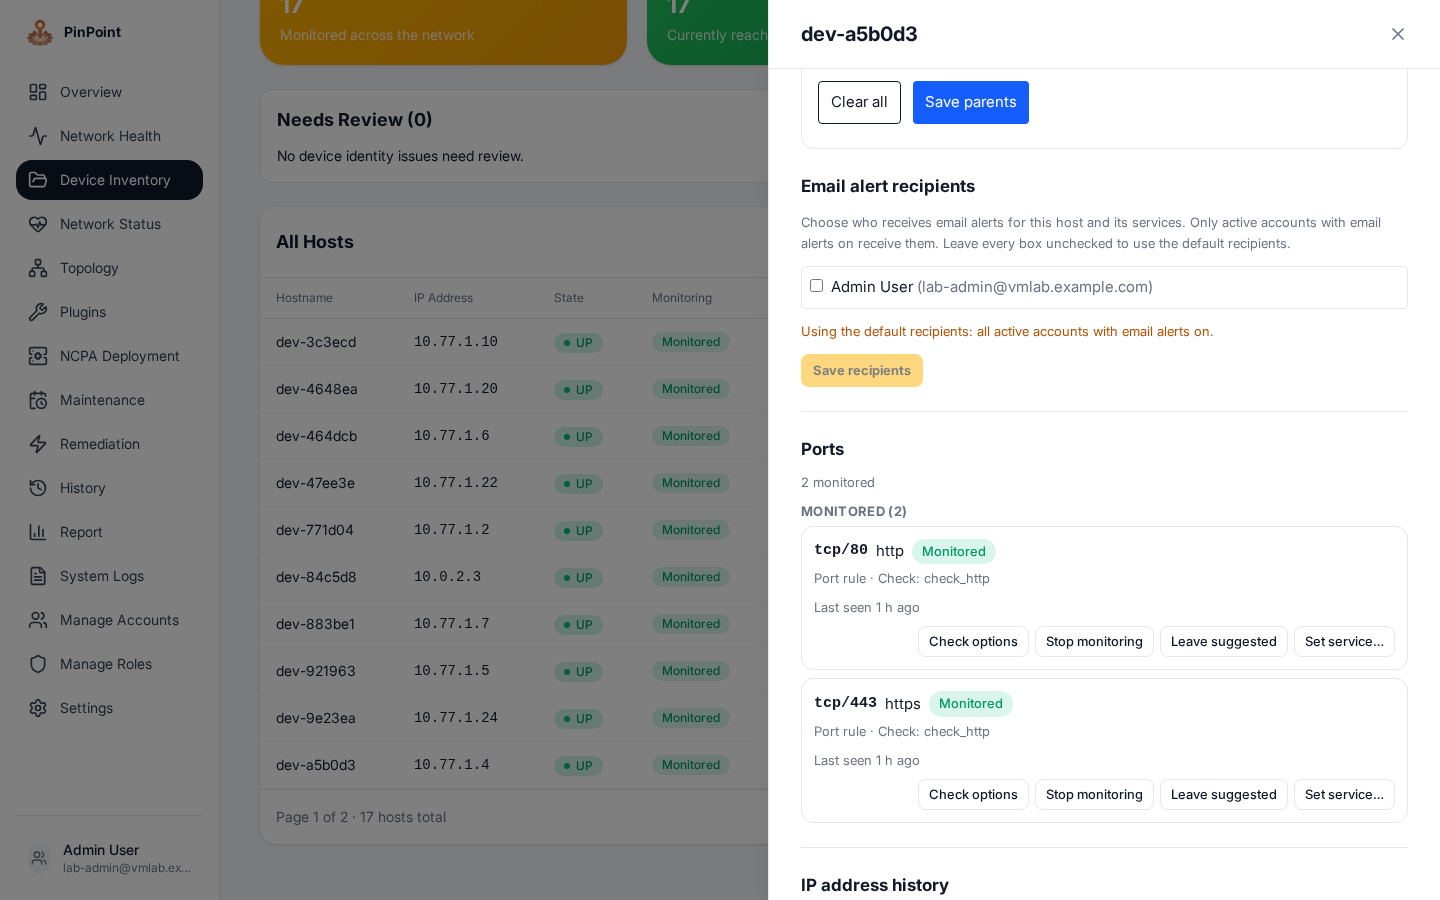 PinPoint
Overview
Network Health
Device Inventory
Network Status
Topology
Plugins
NCPA Deployment
Maintenance
Remediation
History
Report
System Logs
Manage Accounts
Manage Roles
Settings
Admin User
lab-admin@vmlab.ex...
17
Monitored across the network
17
Currently reach
Needs Review (0)
No device identity issues need review.
All Hosts
Hostname IP Address State Monitoring
dev-3c3ecd 10.77.1.10 UP Monitored
dev-4648ea 10.77.1.20 UP Monitored
dev-464dcb 10.77.1.6 UP Monitored
dev-47ee3e 10.77.1.22 UP Monitored
dev-771d04 10.77.1.2 UP Monitored
dev-84c5d8 10.0.2.3 UP Monitored
dev-883be1 10.77.1.7 UP Monitored
dev-921963 10.77.1.5 UP Monitored
dev-9e23ea 10.77.1.24 UP Monitored
dev-a5b0d3 10.77.1.4 UP Monitored
Page 1 of 2 · 17 hosts total
dev-a5b0d3
Clear all Save parents
Email alert recipients
Choose who receives email alerts for this host and its services. Only active accounts with email
alerts on receive them. Leave every box unchecked to use the default recipients.
Admin User (lab-admin@vmlab.example.com)
Using the default recipients: all active accounts with email alerts on.
Save recipients
Ports
2 monitored
MONITORED (2)
tcp/80 http Monitored
Port rule · Check: check_http
Last seen 1 h ago
Check options Stop monitoring Leave suggested Set service...
tcp/443 https Monitored
Port rule · Check: check_http
Last seen 1 h ago
Check options Stop monitoring Leave suggested Set service...
IP address history